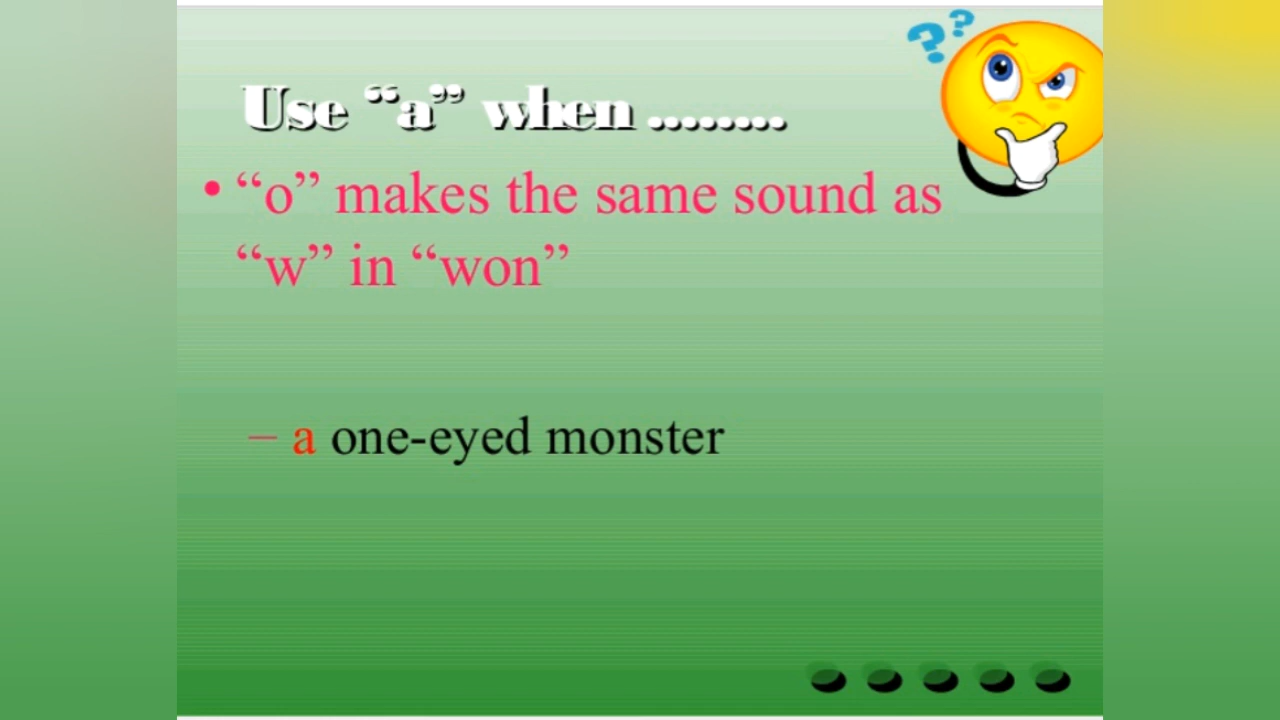 Use “a” when ........
• “o” makes the same sound as
“w” in “won”
– a one-eyed monster